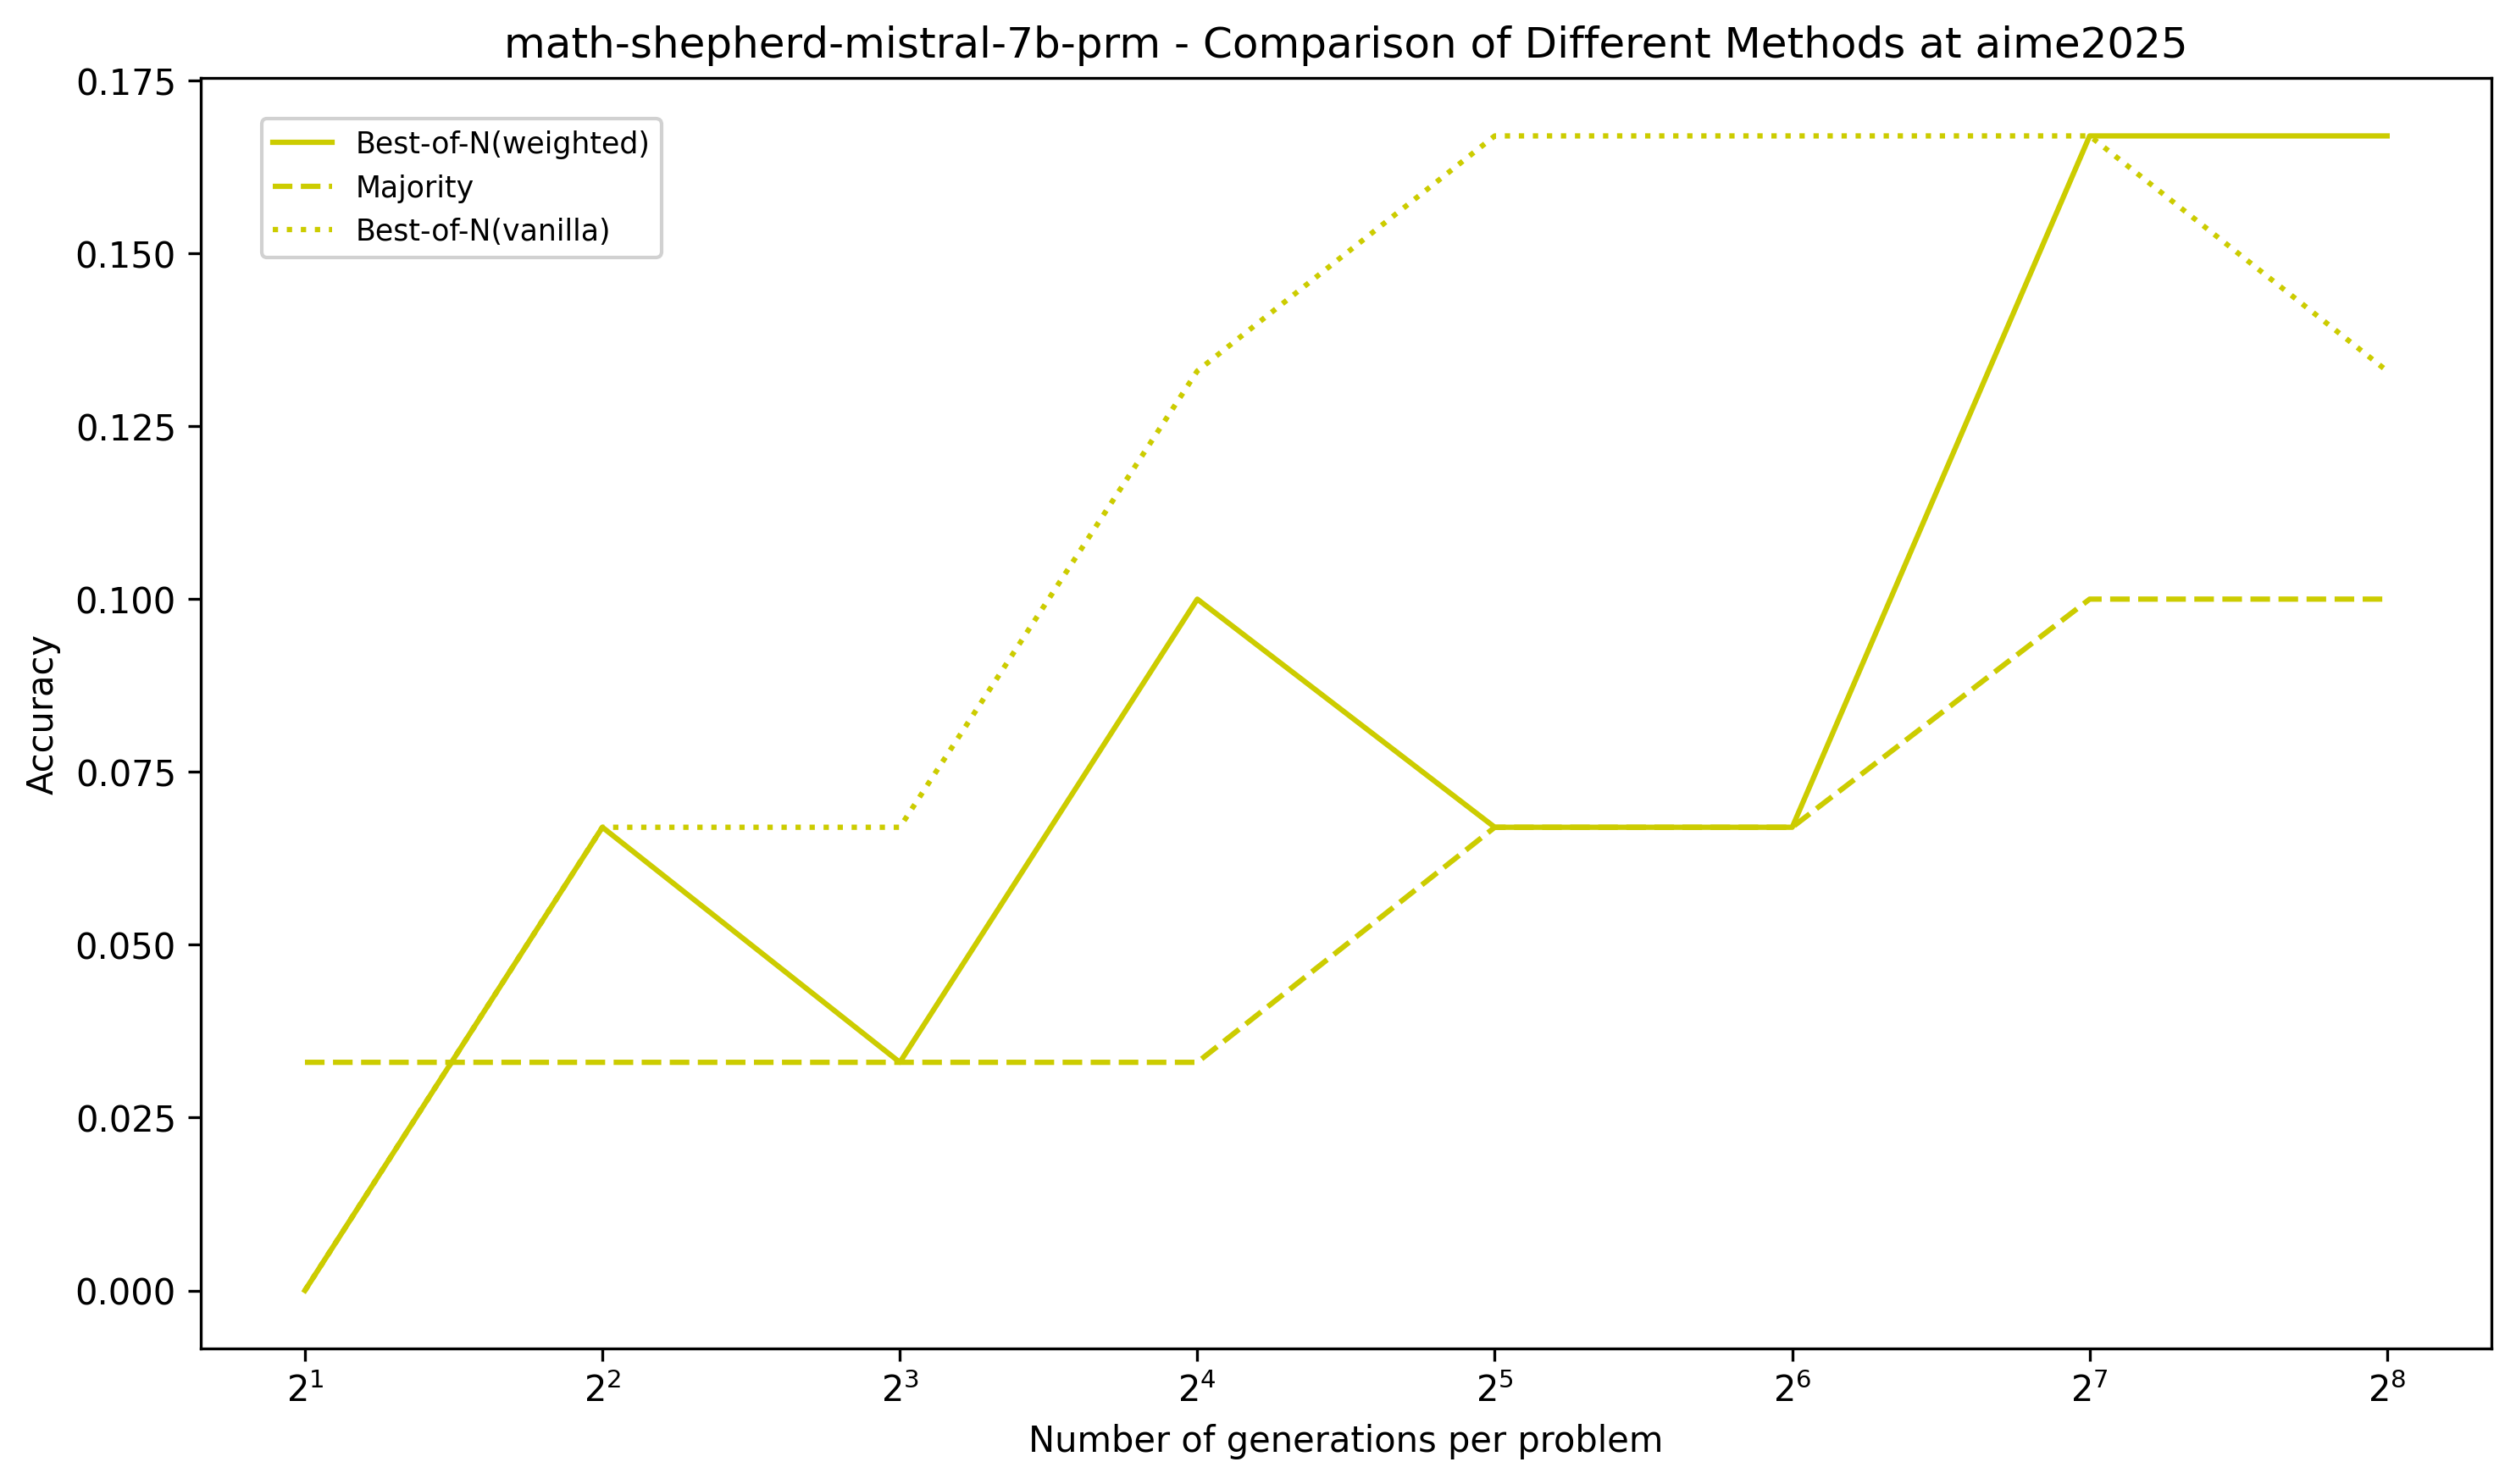 math-shepherd-mistral-7b-prm - Comparison of Different Methods at aime2025
Best-of-N(weighted)
Majority
Best-of-N(vanilla)
Accuracy
0.175
0.150
0.125
0.100
0.075
0.050
0.025
0.000
2¹ 2² 2³ 2⁴ 2⁵ 2⁶ 2⁷ 2⁸
Number of generations per problem